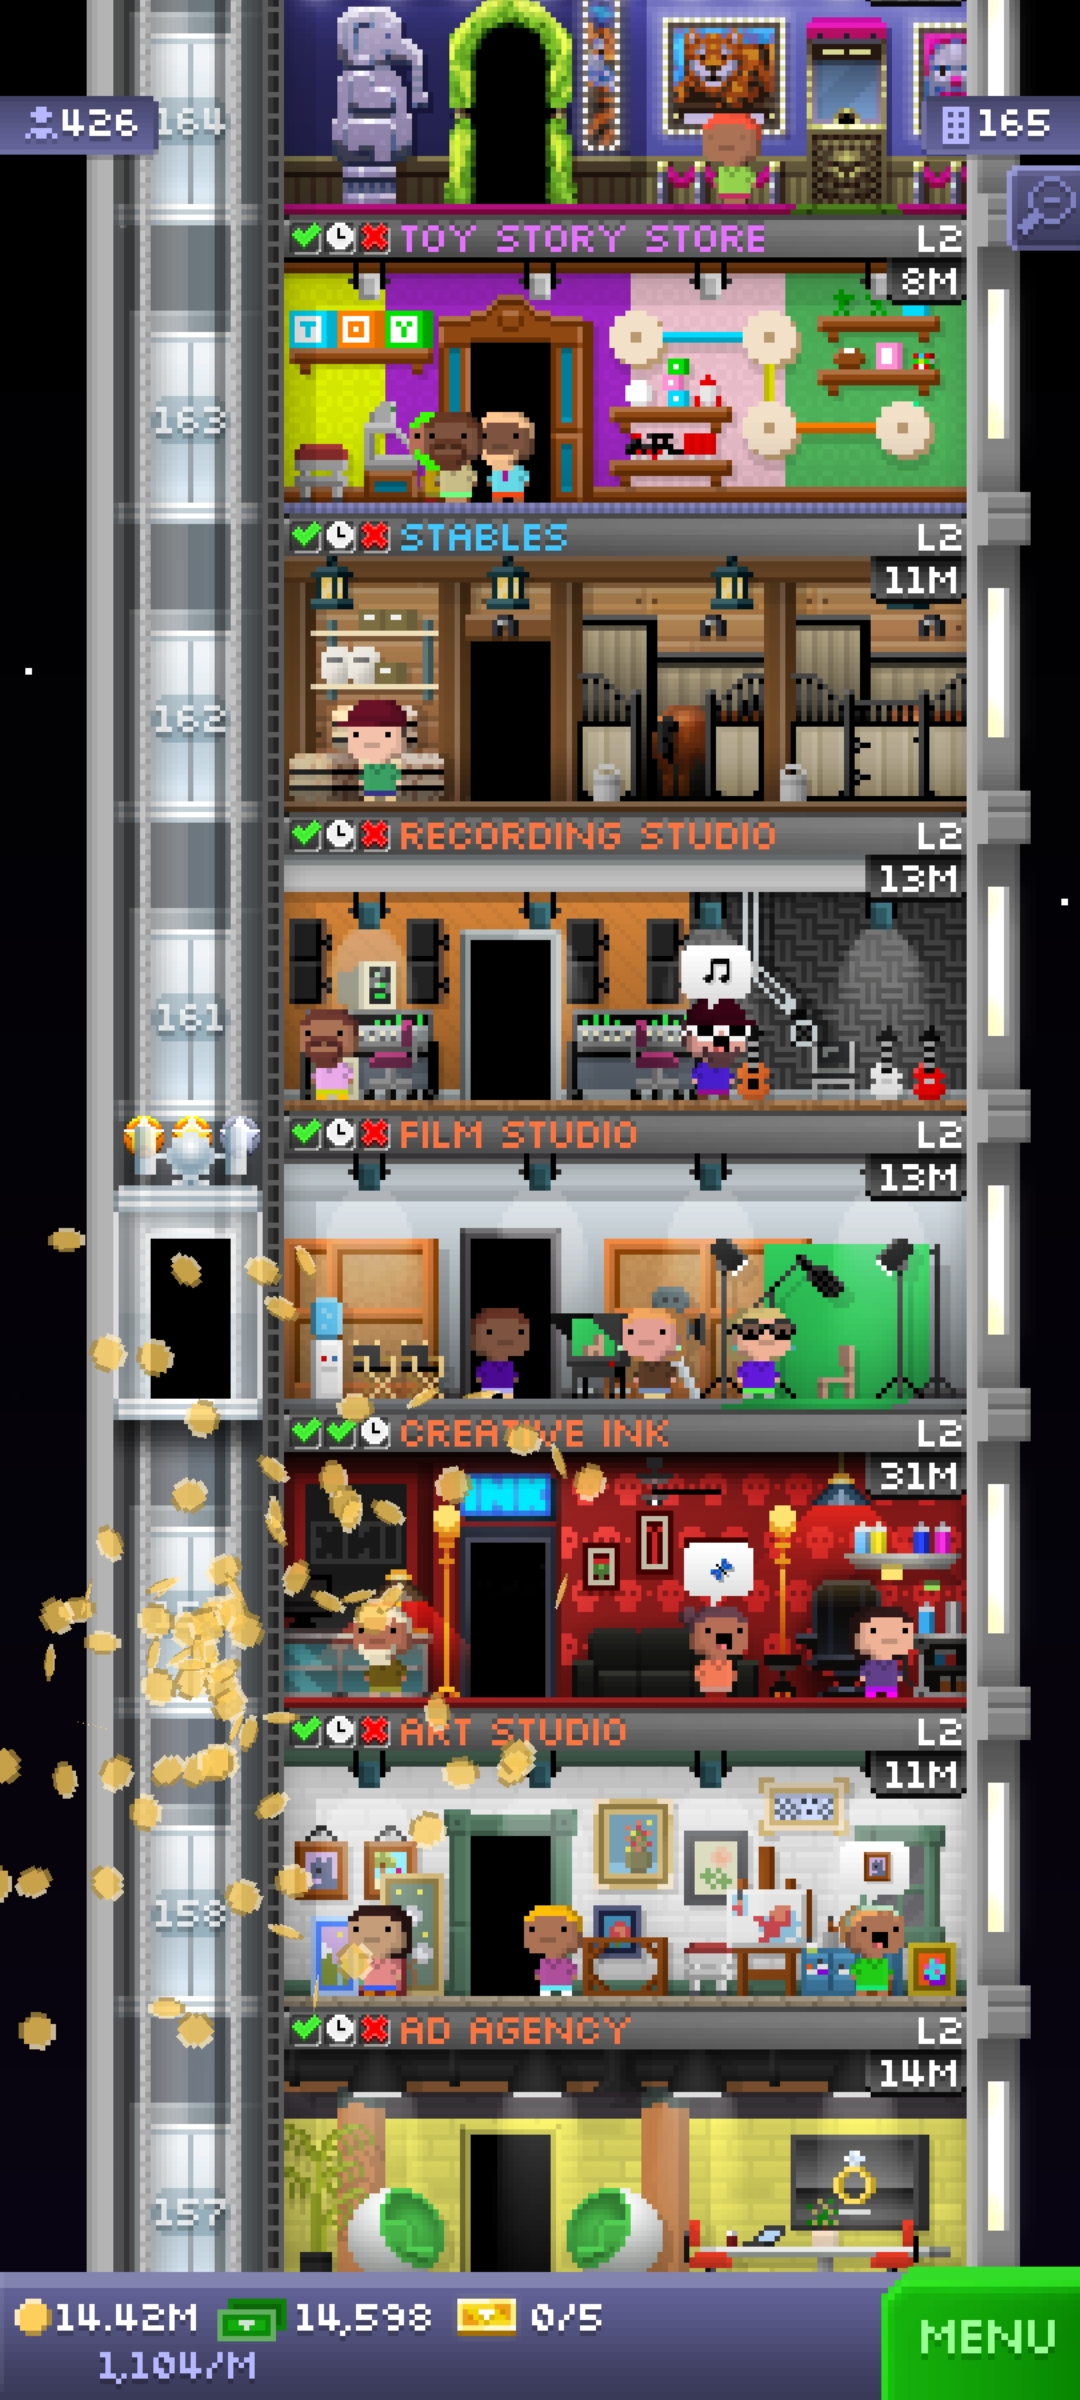 426
164
165
TOY STORY STORE L2
8M
T O Y
163
STABLES L2
11M
162
RECORDING STUDIO L2
13M
161
FILM STUDIO L2
13M
CREATIVE INK L2
31M
INK
ART STUDIO L2
11M
158
AD AGENCY L2
14M
157
14.42M 14,598 0/5
1,104/M
MENU